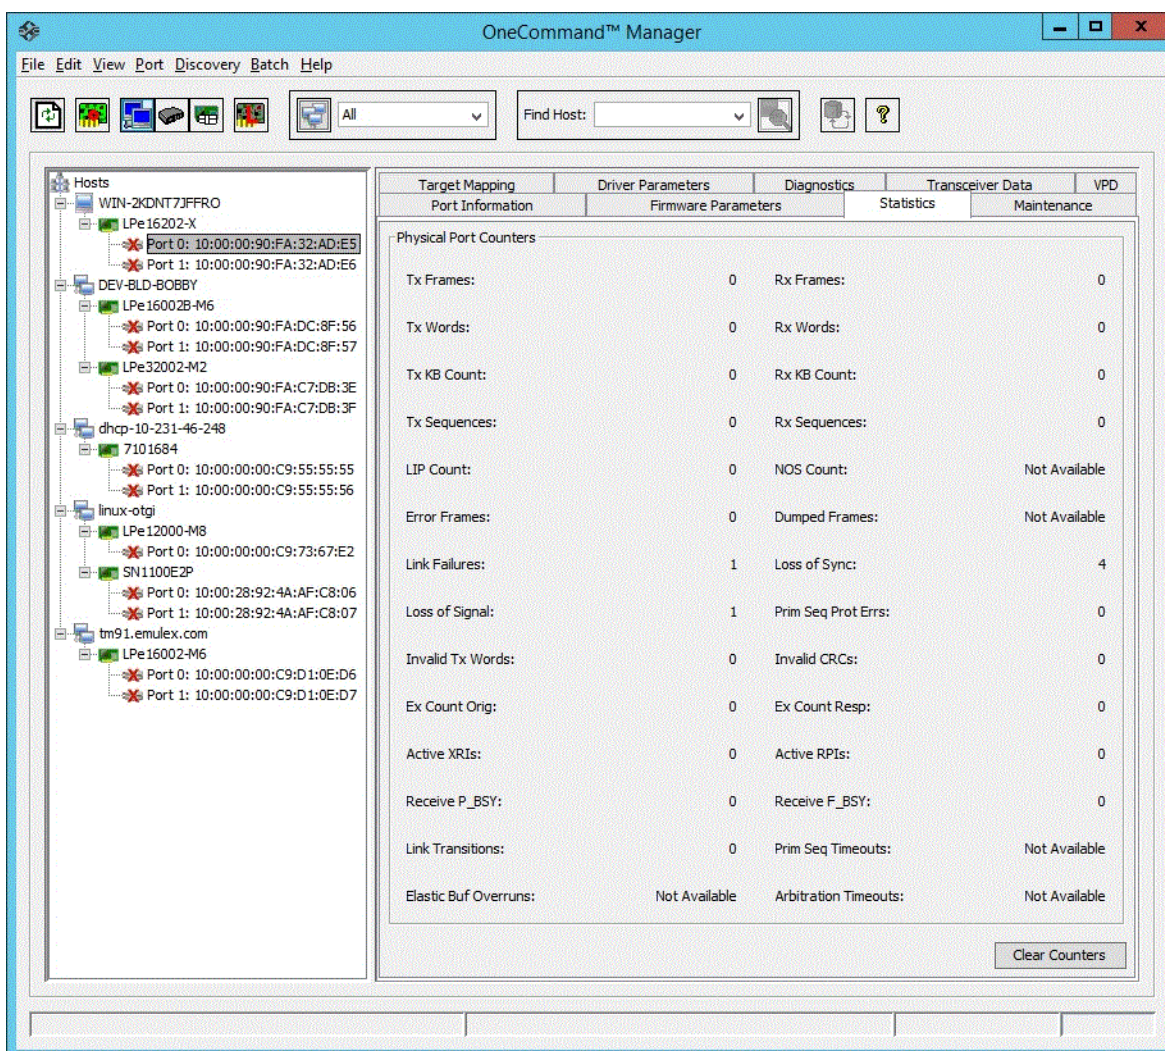 OneCommand™ Manager
File Edit View Port Discovery Batch Help
All
Find Host:
Hosts
WIN-2KDNT7JFFRO
LPe16202-X
Port 0: 10:00:00:90:FA:32:AD:E5
Port 1: 10:00:00:90:FA:32:AD:E6
DEV-BLD-BOBBY
LPe16002B-M6
Port 0: 10:00:00:90:FA:DC:8F:56
Port 1: 10:00:00:90:FA:DC:8F:57
LPe32002-M2
Port 0: 10:00:00:90:FA:C7:DB:3E
Port 1: 10:00:00:90:FA:C7:DB:3F
dhcp-10-231-46-248
7101684
Port 0: 10:00:00:00:C9:55:55:55
Port 1: 10:00:00:00:C9:55:55:56
linux-otgi
LPe12000-M8
Port 0: 10:00:00:00:C9:73:67:E2
SN1100E2P
Port 0: 10:00:28:92:4A:AF:C8:06
Port 1: 10:00:28:92:4A:AF:C8:07
tm91.emulex.com
LPe16002-M6
Port 0: 10:00:00:00:C9:D1:0E:D6
Port 1: 10:00:00:00:C9:D1:0E:D7
Target Mapping Driver Parameters Diagnostics Transceiver Data VPD
Port Information Firmware Parameters Statistics Maintenance
Physical Port Counters
Tx Frames: 0 Rx Frames: 0
Tx Words: 0 Rx Words: 0
Tx KB Count: 0 Rx KB Count: 0
Tx Sequences: 0 Rx Sequences: 0
LIP Count: 0 NOS Count: Not Available
Error Frames: 0 Dumped Frames: Not Available
Link Failures: 1 Loss of Sync: 4
Loss of Signal: 1 Prim Seq Prot Errs: 0
Invalid Tx Words: 0 Invalid CRCs: 0
Ex Count Orig: 0 Ex Count Resp: 0
Active XRIs: 0 Active RPIs: 0
Receive P_BSY: 0 Receive F_BSY: 0
Link Transitions: 0 Prim Seq Timeouts: Not Available
Elastic Buf Overruns: Not Available Arbitration Timeouts: Not Available
Clear Counters